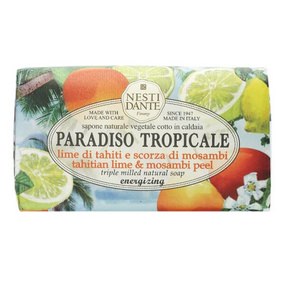 NESTI
DANTE
Firenze
MADE WITH
LOVE AND CARE
SINCE 1947
MADE IN ITALY
sapone naturale vegetale cotto in caldaia
PARADISO TROPICALE
lime di tahiti e scorza di mosambi
tahitian lime & mosambi peel
triple milled natural soap
energizing